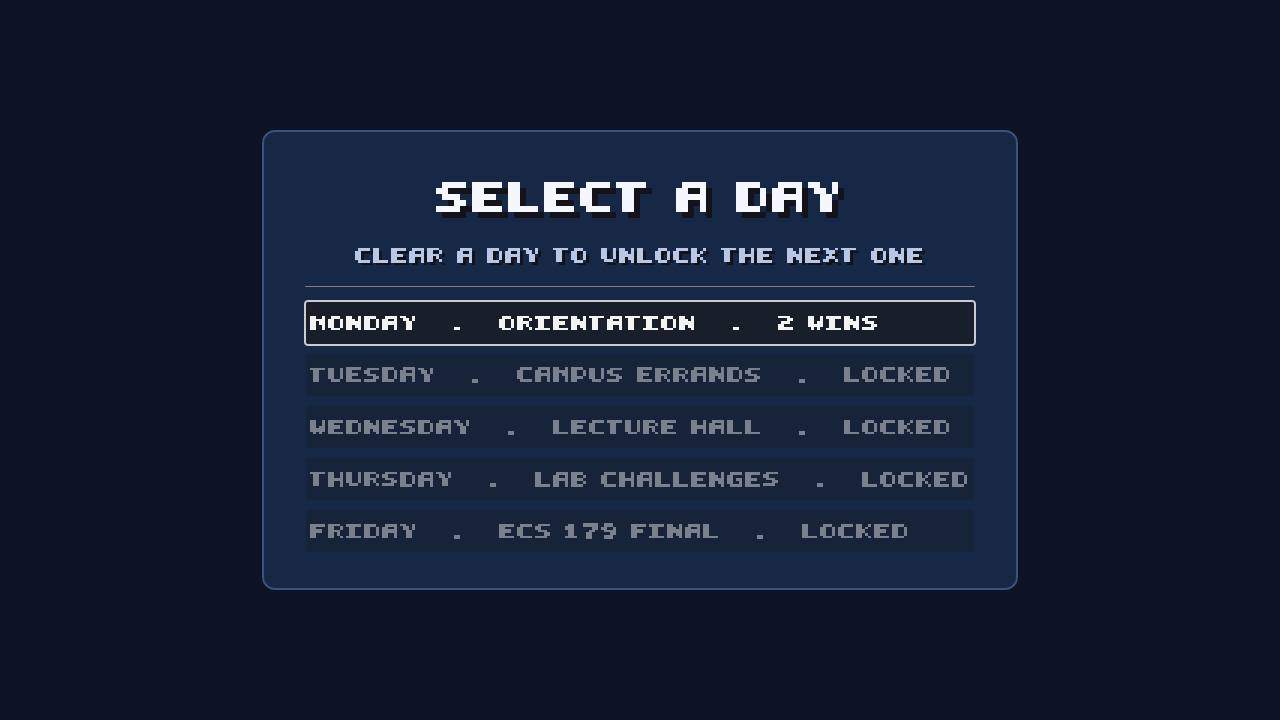 SELECT A DAY
CLEAR A DAY TO UNLOCK THE NEXT ONE
MONDAY . ORIENTATION . 2 WINS
TUESDAY . CAMPUS ERRANDS . LOCKED
WEDNESDAY . LECTURE HALL . LOCKED
THURSDAY . LAB CHALLENGES . LOCKED
FRIDAY . ECS 179 FINAL . LOCKED